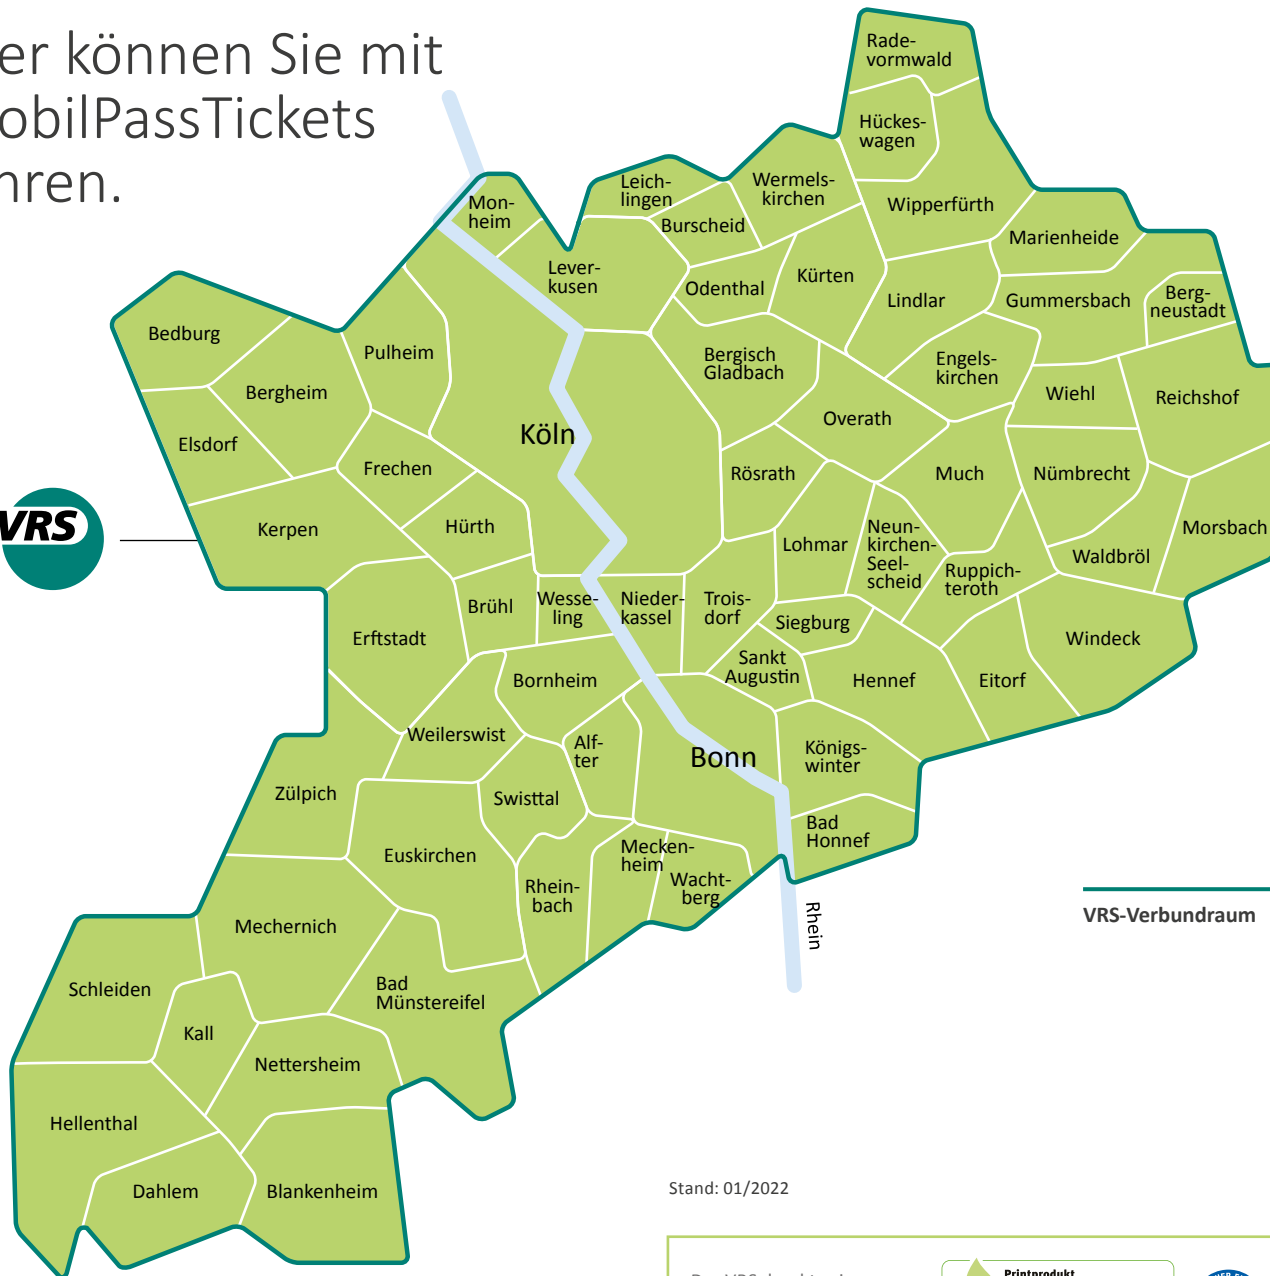 er können Sie mit
obilPassTickets
hren.
Rade-
vormwald
Hückes-
wagen
Wermels-
kirchen
Leich-
lingen
Wipperfürth
Mon-
heim
Burscheid
Marienheide
Lever-
kusen
Odenthal
Kürten
Lindlar
Gummersbach
Berg-
neustadt
Bedburg
Pulheim
Bergisch
Gladbach
Engels-
kirchen
Bergheim
Wiehl
Reichshof
Elsdorf
Köln
Overath
Frechen
Rösrath
Much
Nümbrecht
VRS
Kerpen
Hürth
Lohmar
Neun-
kirchen-
Seel-
scheid
Morsbach
Waldbröl
Ruppich-
teroth
Brühl
Wesse-
ling
Nieder-
kassel
Trois-
dorf
Siegburg
Erftstadt
Windeck
Sankt
Augustin
Bornheim
Hennef
Eitorf
Weilerswist
Alf-
ter
Bonn
Königs-
winter
Zülpich
Swisttal
Bad
Honnef
Euskirchen
Mecken-
heim
Rhein-
bach
Wacht-
berg
Rhein
VRS-Verbundraum
Mechernich
Schleiden
Bad
Münstereifel
Kall
Nettersheim
Hellenthal
Dahlem
Blankenheim
Stand: 01/2022
Printprodukt